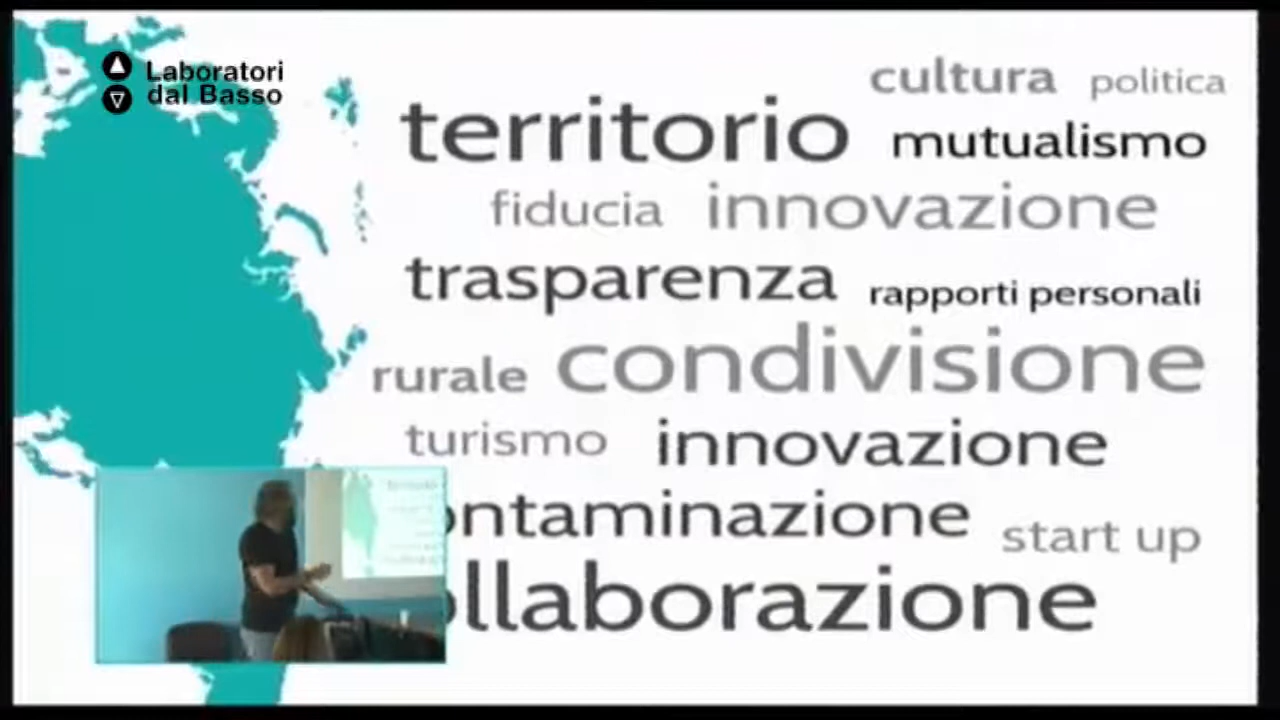 Laboratori
dal Basso
cultura politica
territorio mutualismo
fiducia innovazione
trasparenza rapporti personali
rurale condivisione
turismo innovazione
ontaminazione start up
ollaborazione